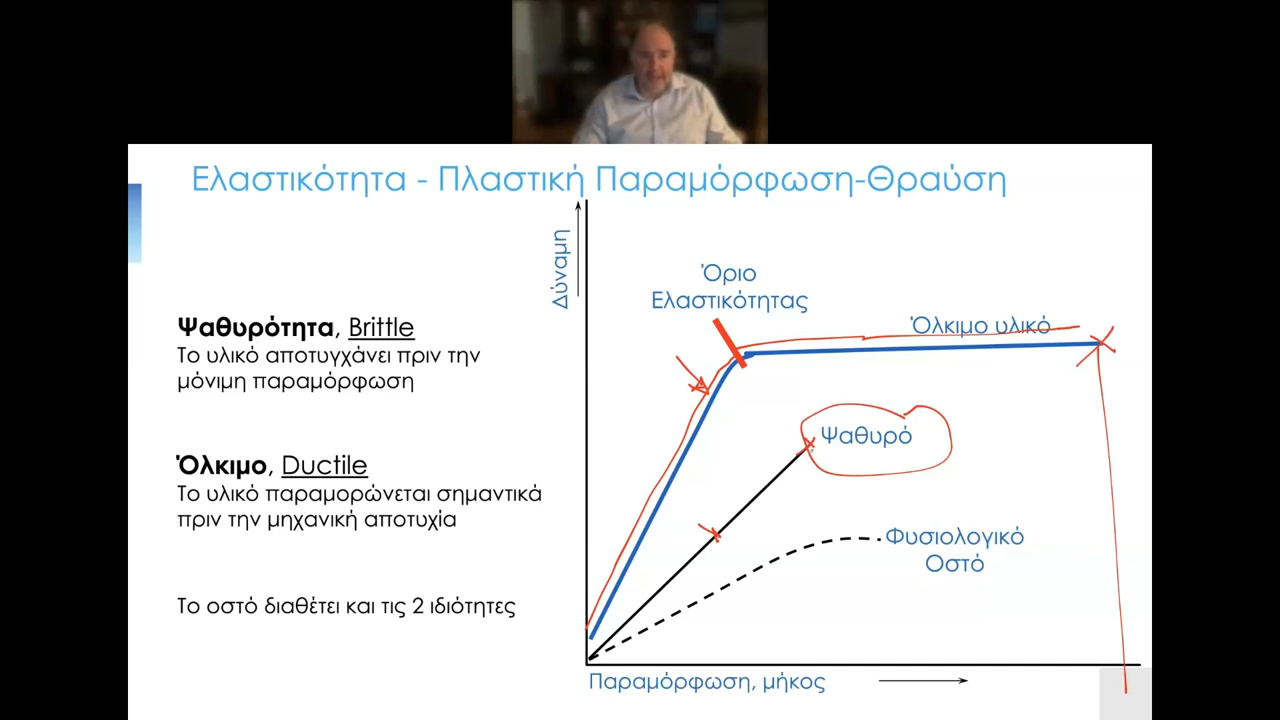 Ελαστικότητα - Πλαστική Παραμόρφωση-Θραύση
Δύναμη
Όριο
Ελαστικότητας
Όλκιμο υλικό
Ψαθυρότητα, Brittle
Το υλικό αποτυγχάνει πριν την
μόνιμη παραμόρφωση
Ψαθυρό
Όλκιμο, Ductile
Το υλικό παραμορώνεται σημαντικά
πριν την μηχανική αποτυχία
Φυσιολογικό
Οστό
Το οστό διαθέτει και τις 2 ιδιότητες
Παραμόρφωση, μήκος